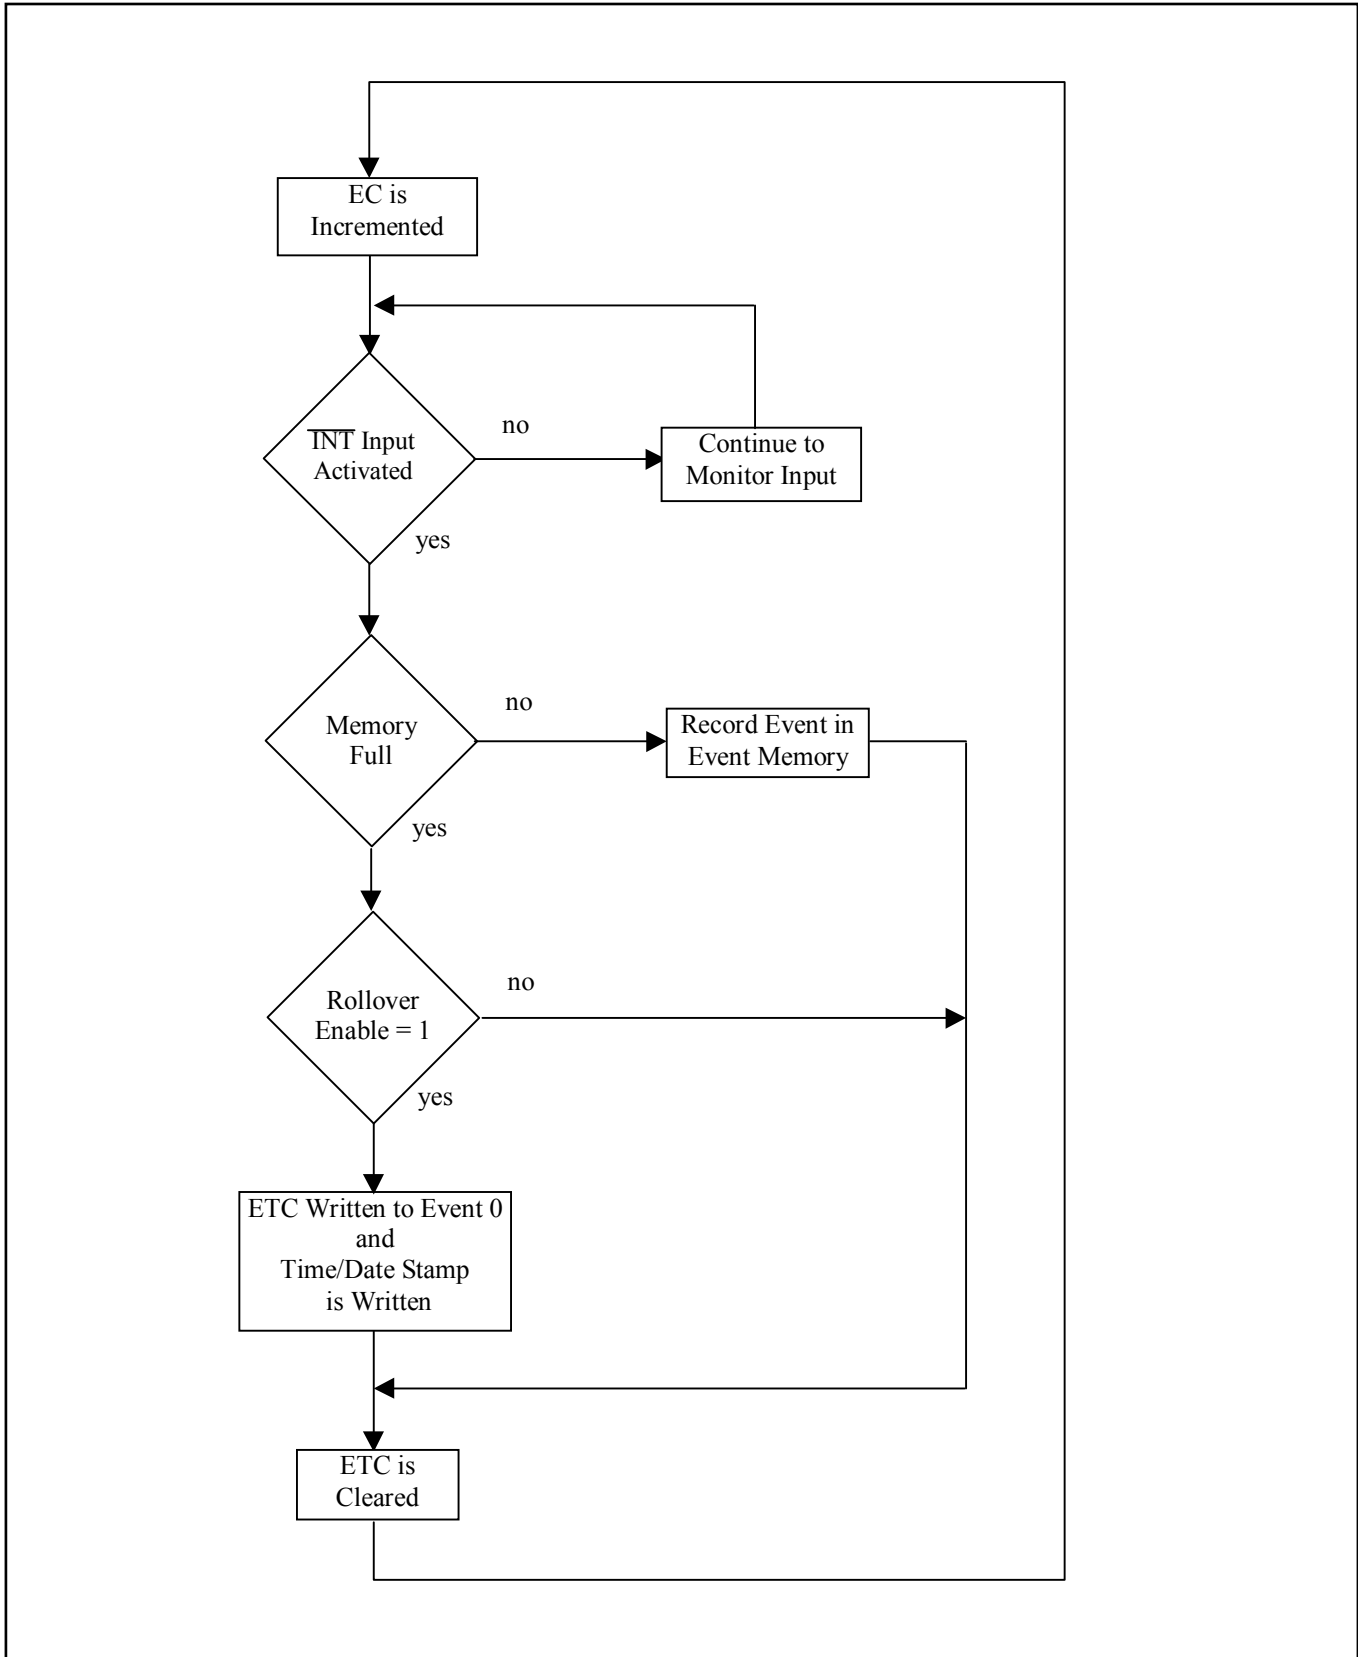 EC is
Incremented
INT Input
Activated
no
Continue to
Monitor Input
yes
Memory
Full
no
Record Event in
Event Memory
yes
Rollover
Enable = 1
no
yes
ETC Written to Event 0
and
Time/Date Stamp
is Written
ETC is
Cleared